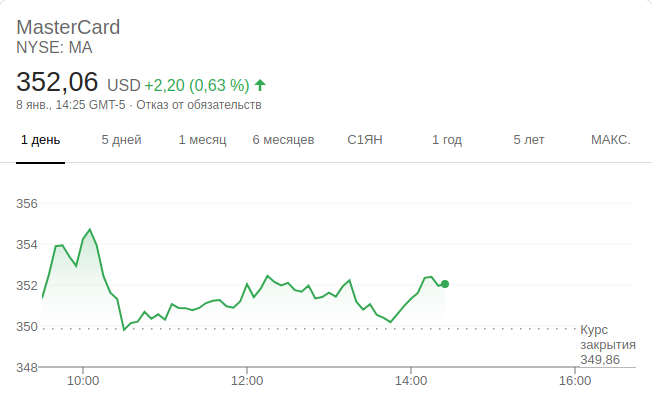 MasterCard
NYSE: MA
352,06 USD +2,20 (0,63 %)
8 янв., 14:25 GMT-5 · Отказ от обязательств
1 день 5 дней 1 месяц 6 месяцев С1ЯН 1 год 5 лет МАКС.
356
354
352
350
348
Курс
закрытия
349,86
10:00 12:00 14:00 16:00